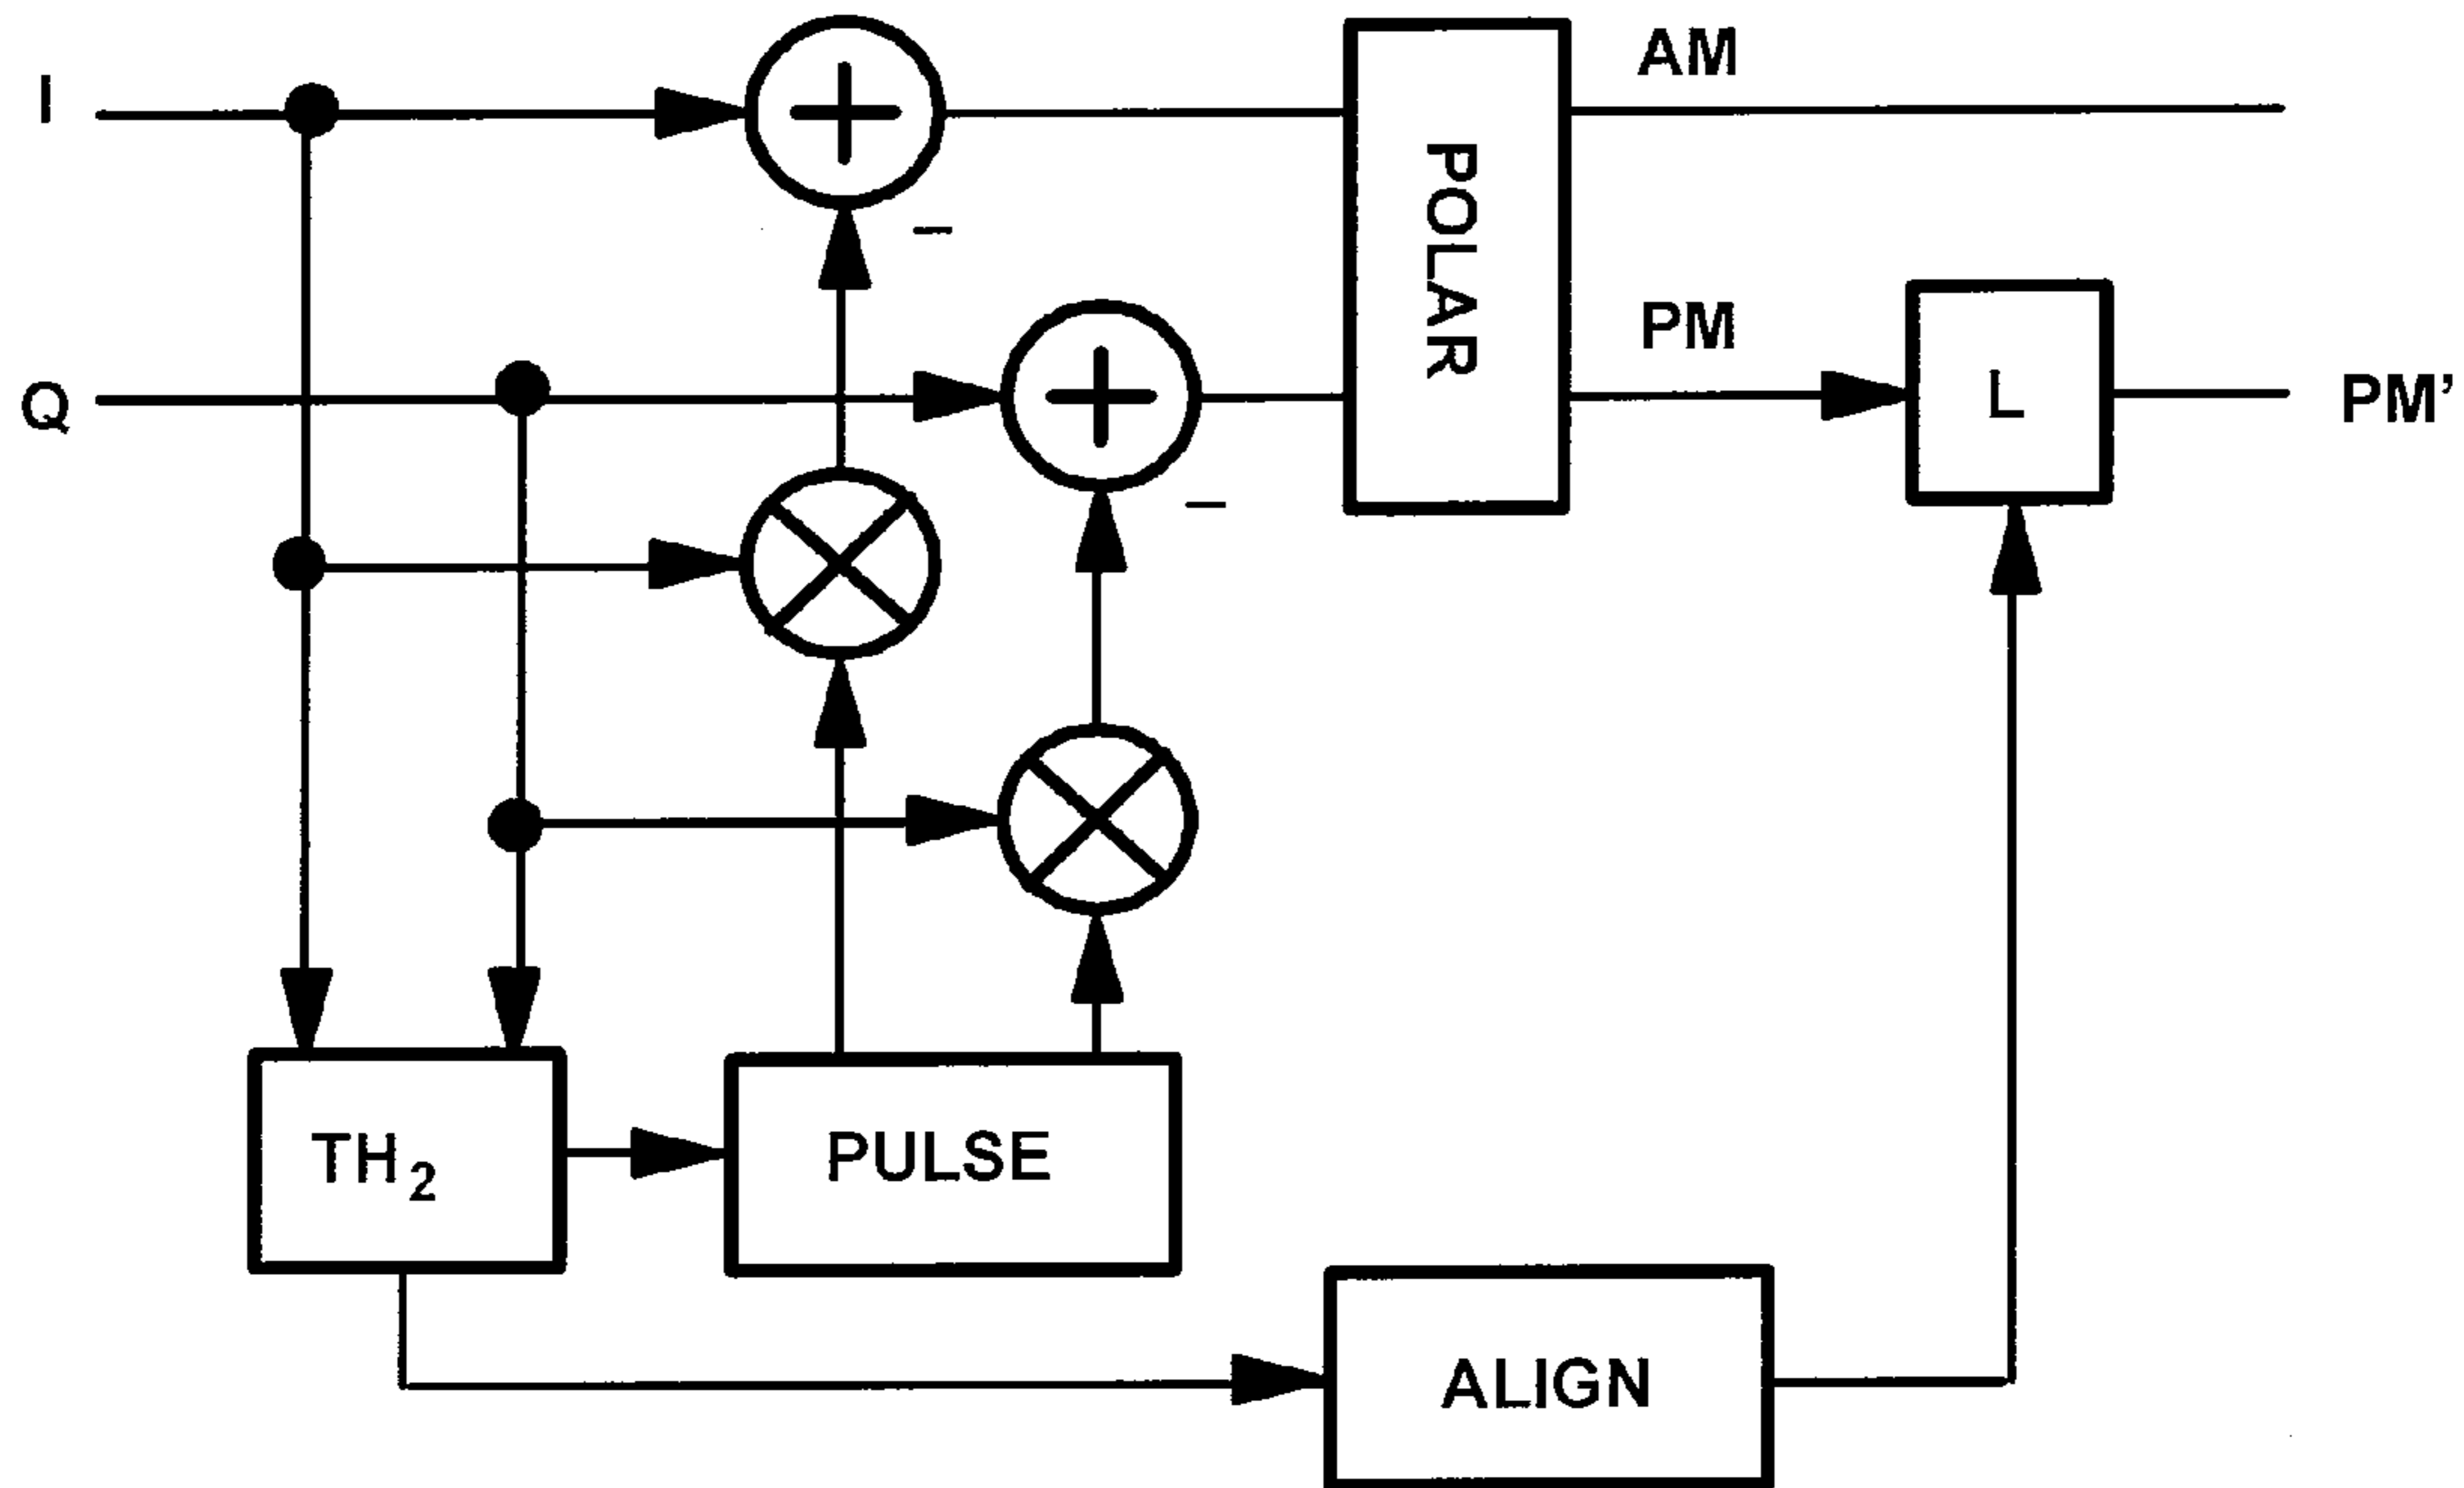 I
AM
POLAR
PM
L
Q
PM’
–
–
TH₂
PULSE
ALIGN